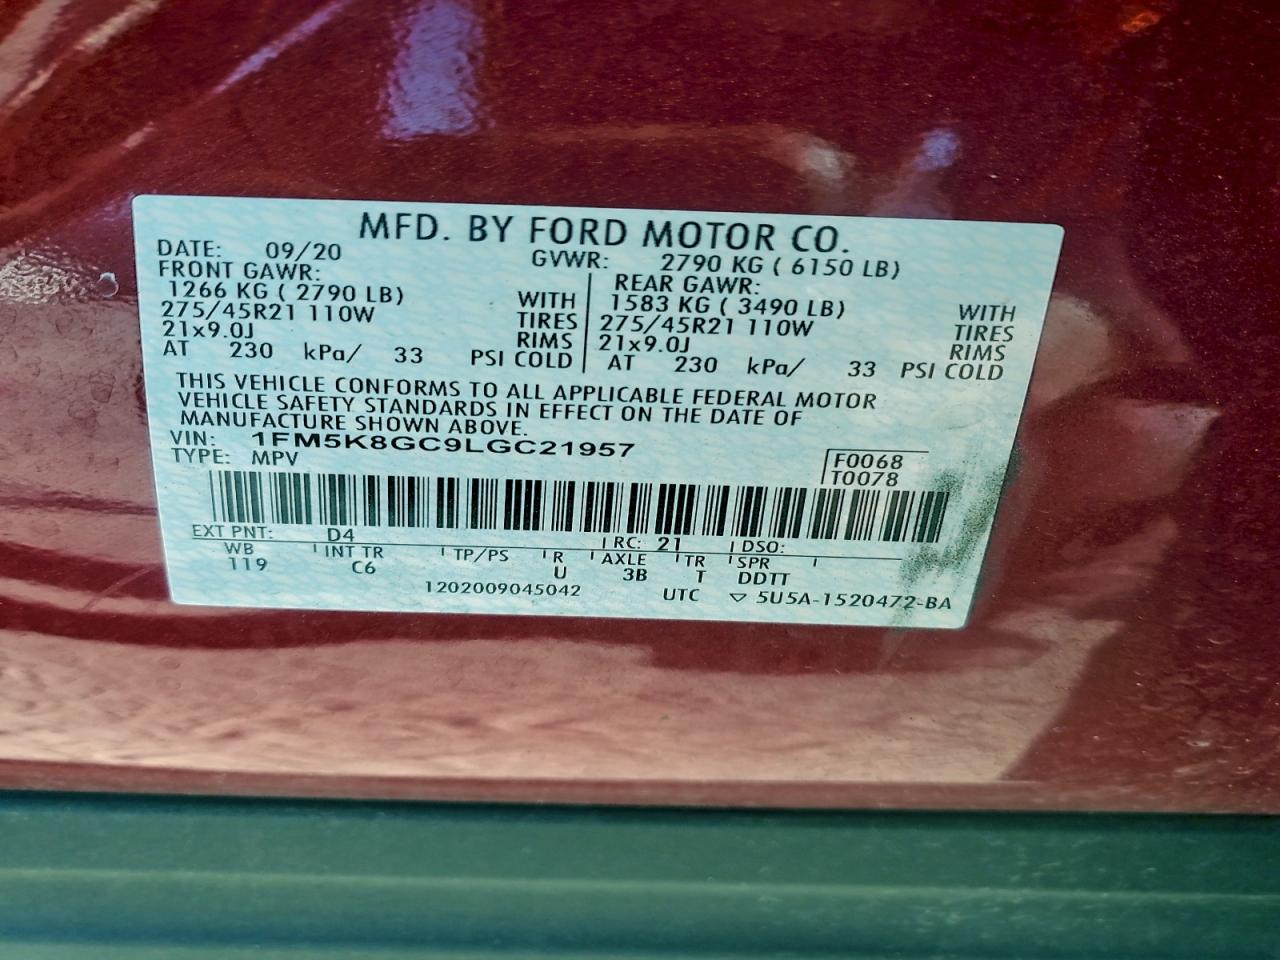 MFD. BY FORD MOTOR CO.
DATE: 09/20 GVWR: 2790 KG ( 6150 LB)
FRONT GAWR: REAR GAWR:
1266 KG ( 2790 LB) WITH 1583 KG ( 3490 LB) WITH
275/45R21 110W TIRES 275/45R21 110W TIRES
21x9.0J RIMS 21x9.0J RIMS
AT 230 kPa/ 33 PSI COLD AT 230 kPa/ 33 PSI COLD
THIS VEHICLE CONFORMS TO ALL APPLICABLE FEDERAL MOTOR
VEHICLE SAFETY STANDARDS IN EFFECT ON THE DATE OF
MANUFACTURE SHOWN ABOVE.
VIN: 1FM5K8GC9LGC21957
TYPE: MPV
F0068
T0078
EXT PNT: D4 RC: 21 DSO:
WB INT TR TP/PS R AXLE TR SPR
119 C6 U 3B T DDTT
1202009045042 UTC ▽ 5U5A-1520472-BA